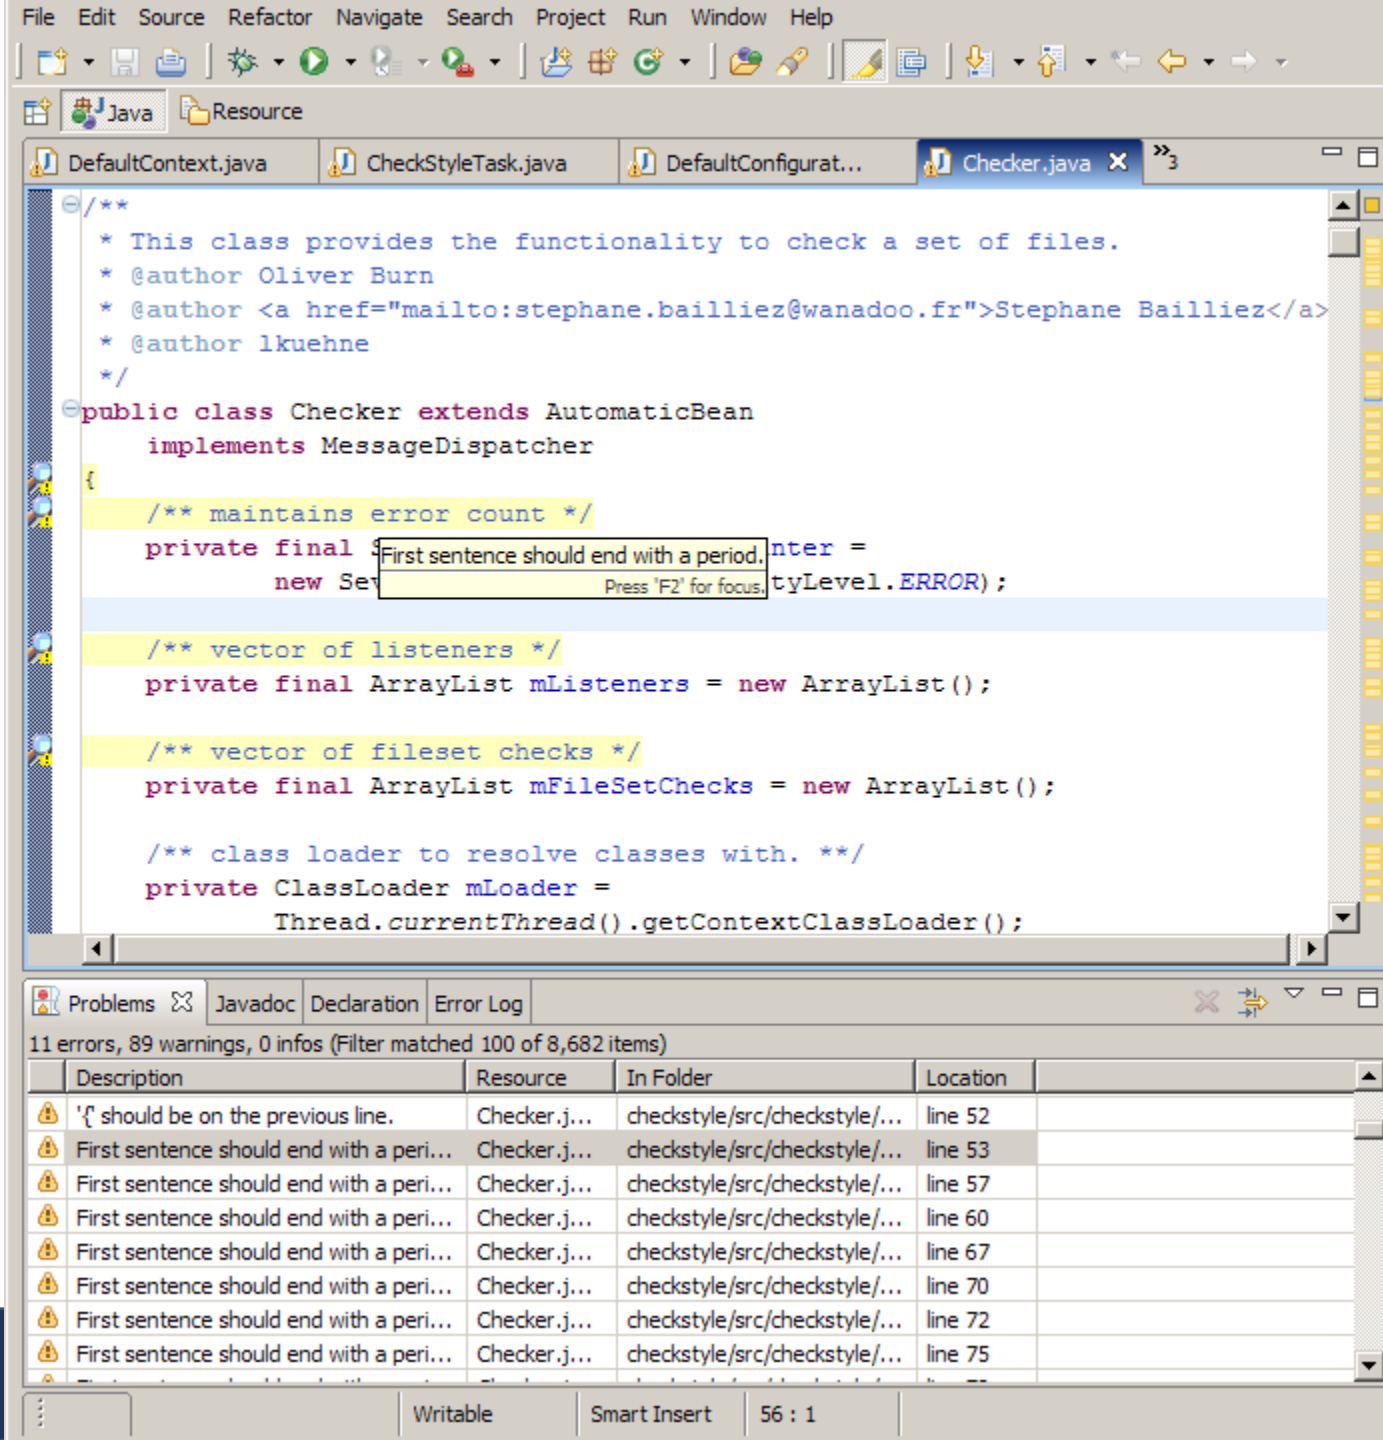 File Edit Source Refactor Navigate Search Project Run Window Help
Java Resource
DefaultContext.java CheckStyleTask.java DefaultConfigurat... Checker.java »3
/**
* This class provides the functionality to check a set of files.
* @author Oliver Burn
* @author <a href="mailto:stephane.bailliez@wanadoo.fr">Stephane Bailliez</a>
* @author lkuehne
*/
public class Checker extends AutomaticBean
implements MessageDispatcher
{
/** maintains error count */
private final nter =
First sentence should end with a period.
new Sev tyLevel.ERROR);
Press 'F2' for focus.
/** vector of listeners */
private final ArrayList mListeners = new ArrayList();
/** vector of fileset checks */
private final ArrayList mFileSetChecks = new ArrayList();
/** class loader to resolve classes with. **/
private ClassLoader mLoader =
Thread.currentThread().getContextClassLoader();
Problems Javadoc Declaration Error Log
11 errors, 89 warnings, 0 infos (Filter matched 100 of 8,682 items)
Description Resource In Folder Location
'{' should be on the previous line. Checker.j... checkstyle/src/checkstyle/... line 52
First sentence should end with a peri... Checker.j... checkstyle/src/checkstyle/... line 53
First sentence should end with a peri... Checker.j... checkstyle/src/checkstyle/... line 57
First sentence should end with a peri... Checker.j... checkstyle/src/checkstyle/... line 60
First sentence should end with a peri... Checker.j... checkstyle/src/checkstyle/... line 67
First sentence should end with a peri... Checker.j... checkstyle/src/checkstyle/... line 70
First sentence should end with a peri... Checker.j... checkstyle/src/checkstyle/... line 72
First sentence should end with a peri... Checker.j... checkstyle/src/checkstyle/... line 75
Writable Smart Insert 56 : 1